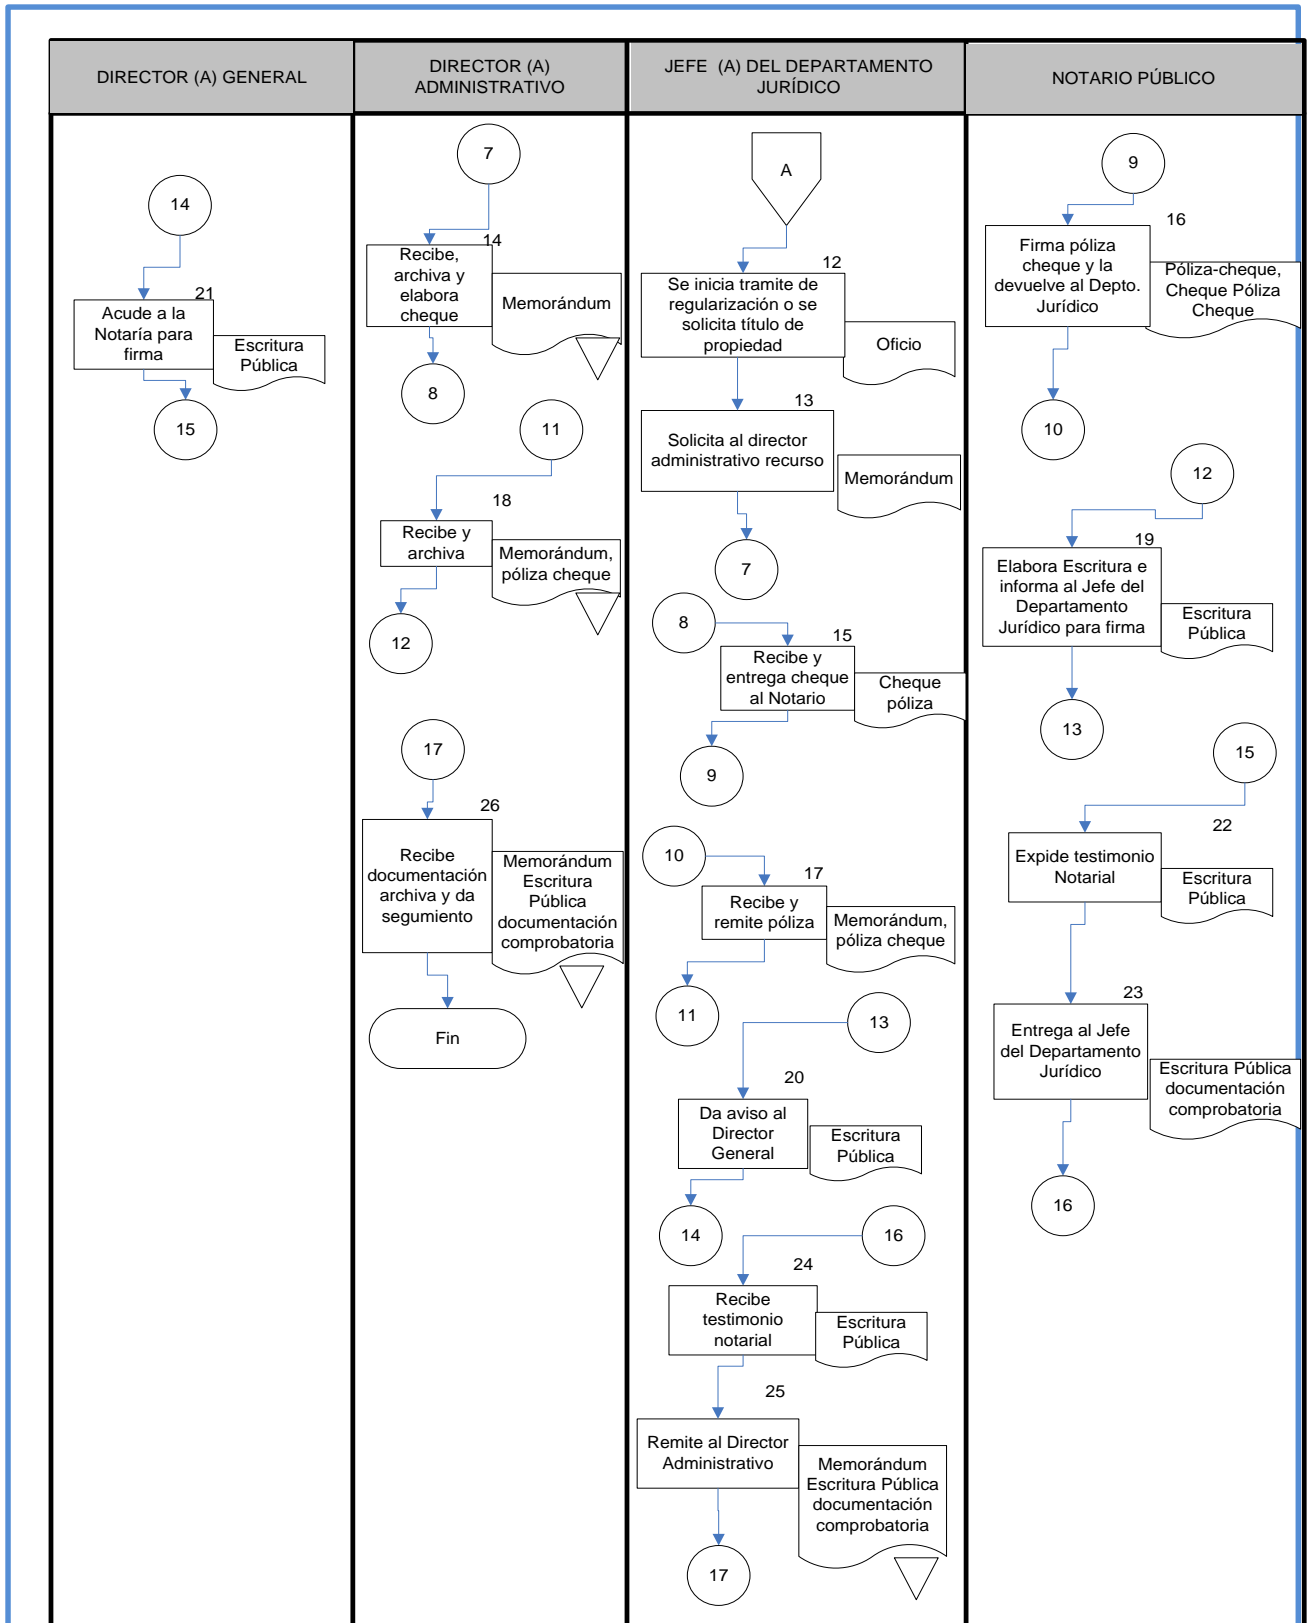 DIRECTOR (A) GENERAL
DIRECTOR (A)
ADMINISTRATIVO
JEFE (A) DEL DEPARTAMENTO
JURÍDICO
NOTARIO PÚBLICO
14
21
Acude a la
Notaría para
firma
Escritura
Pública
15
7
14
Recibe,
archiva y
elabora
cheque
Memorándum
8
11
18
Recibe y
archiva
Memorándum,
póliza cheque
12
17
26
Recibe
documentación
archiva y da
segumiento
Memorándum
Escritura
Pública
documentación
comprobatoria
Fin
A
12
Se inicia tramite de
regularización o se
solicita título de
propiedad
Oficio
13
Solicita al director
administrativo recurso
Memorándum
7
8
15
Recibe y
entrega cheque
al Notario
Cheque
póliza
9
10
17
Recibe y
remite póliza
Memorándum,
póliza cheque
11
13
20
Da aviso al
Director
General
Escritura
Pública
14
16
24
Recibe
testimonio
notarial
Escritura
Pública
25
Remite al Director
Administrativo
Memorándum
Escritura Pública
documentación
comprobatoria
17
9
16
Firma póliza
cheque y la
devuelve al Depto.
Jurídico
Póliza-cheque,
Cheque Póliza
Cheque
10
12
19
Elabora Escritura e
informa al Jefe del
Departamento
Jurídico para firma
Escritura
Pública
13
15
22
Expide testimonio
Notarial
Escritura
Pública
23
Entrega al Jefe
del Departamento
Jurídico
Escritura Pública
documentación
comprobatoria
16